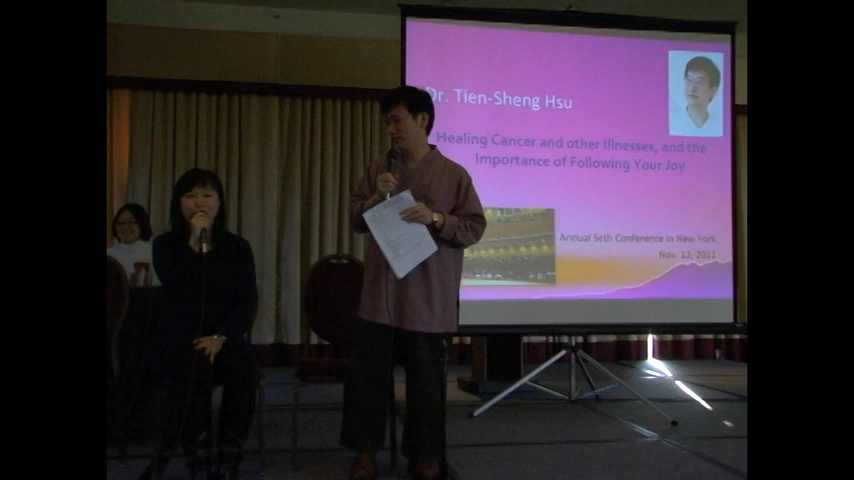 Dr. Tien-Sheng Hsu
Healing Cancer and other Illnesses, and the
Importance of Following Your Joy
Annual Seth Conference in New York
Nov. 12, 2011